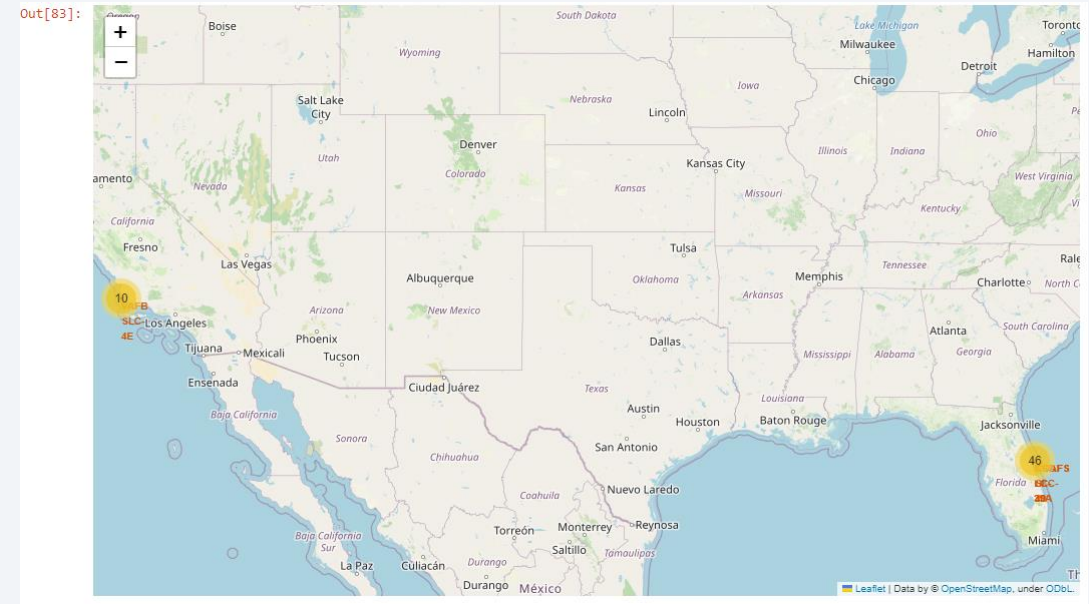 Out[83]:
Oregon
Boise
South Dakota
Lake Michigan
Toronto
+
Wyoming
Milwaukee
Hamilton
−
Detroit
Chicago
Iowa
Salt Lake
City
Nebraska
Lincoln
Denver
Ohio
Utah
Illinois
Indiana
Kansas City
Colorado
amento
Nevada
Kansas
Missouri
West Virginia
California
Kentucky
Fresno
Las Vegas
Tulsa
Albuquerque
Oklahoma
Memphis
Tennessee
Rale
Charlotte
North C
10
AFB
SLC-
4E
Los Angeles
Arizona
New Mexico
Arkansas
South Carolina
Phoenix
Atlanta
Tijuana
Mexicali
Tucson
Dallas
Mississippi
Alabama
Georgia
Ensenada
Ciudad Juárez
Texas
Louisiana
Baja California
Austin
Houston
Baton Rouge
Jacksonville
Sonora
San Antonio
Chihuahua
46
AFS
Florida
Coahuila
Nuevo Laredo
Baja California
Sur
Torreón
Monterrey
Reynosa
Saltillo
Tamaulipas
Miami
La Paz
Culiacán
Durango
Durango
México
Th
Leaflet | Data by © OpenStreetMap, under ODbL.